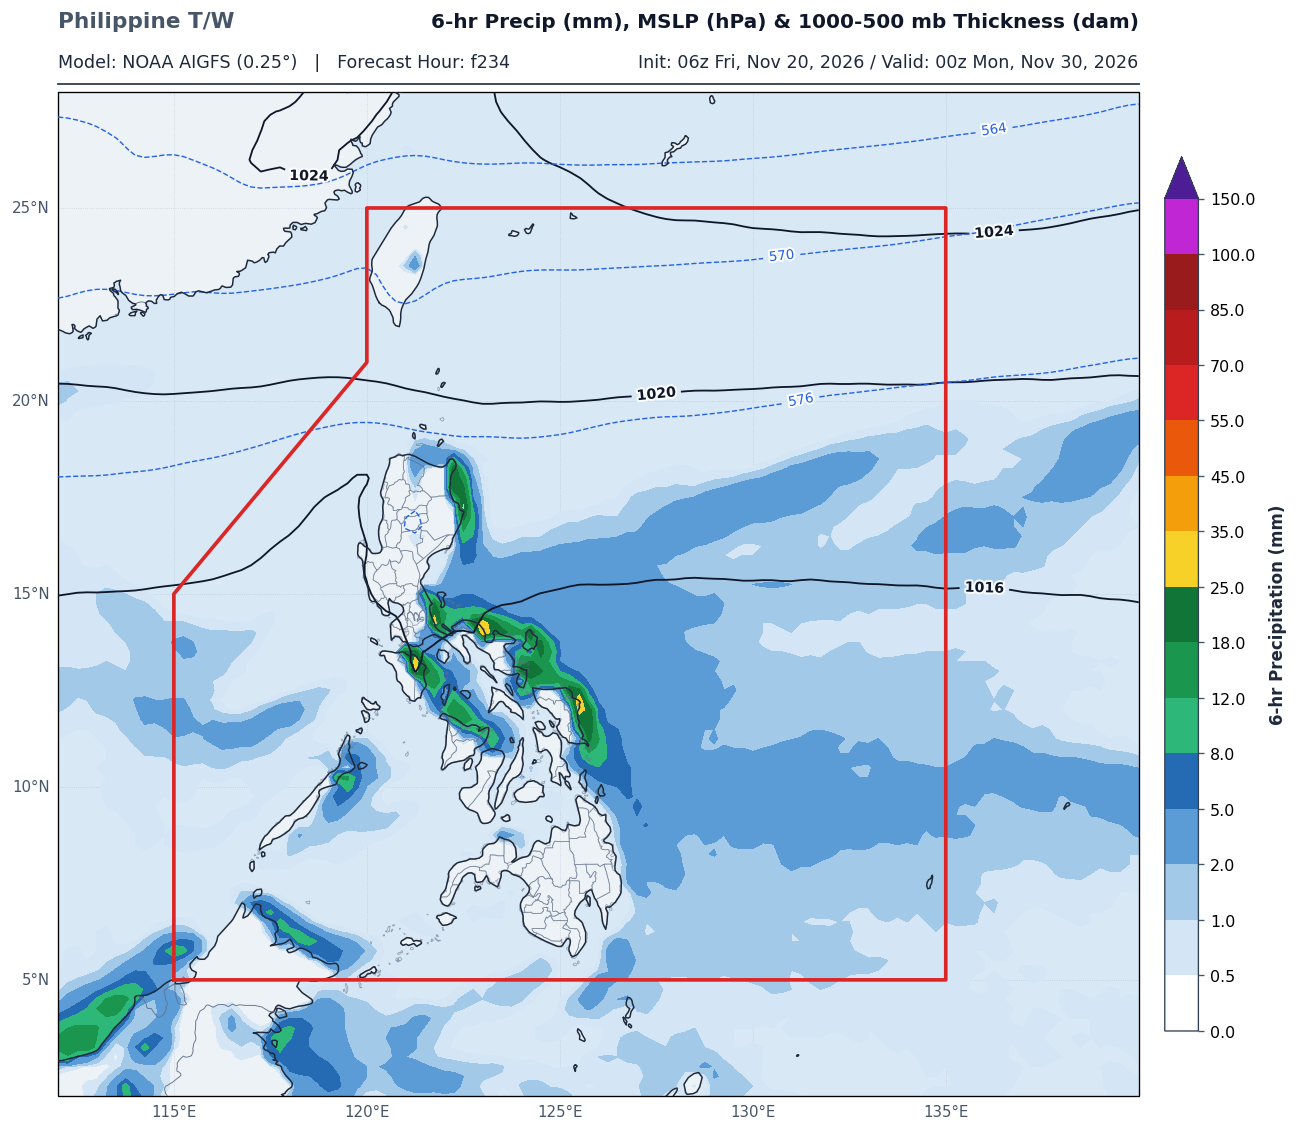 Philippine T/W
6-hr Precip (mm), MSLP (hPa) & 1000-500 mb Thickness (dam)
Model: NOAA AIGFS (0.25°) | Forecast Hour: f234
Init: 06z Fri, Nov 20, 2026 / Valid: 00z Mon, Nov 30, 2026
564
1024
25°N
1024
570
1020
20°N
576
15°N
1016
10°N
5°N
115°E
120°E
125°E
130°E
135°E
150.0
100.0
85.0
70.0
55.0
45.0
35.0
25.0
18.0
12.0
8.0
5.0
2.0
1.0
0.5
0.0
6-hr Precipitation (mm)